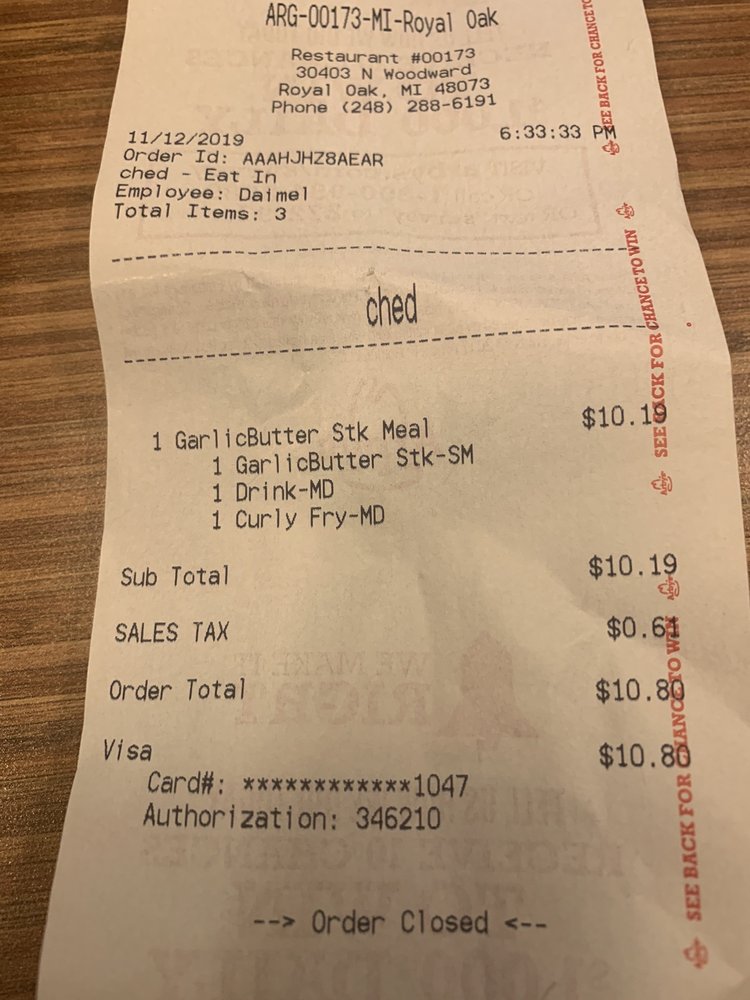 ARG-00173-MI-Royal Oak
Restaurant #00173
30403 N Woodward
Royal Oak, MI 48073
Phone (248) 288-6191
11/12/2019 6:33:33 PM
Order Id: AAAHJHZ8AEAR
ched - Eat In
Employee: Daimel
Total Items: 3
ched
1 GarlicButter Stk Meal $10.19
1 GarlicButter Stk-SM
1 Drink-MD
1 Curly Fry-MD
Sub Total $10.19
SALES TAX $0.61
Order Total $10.80
Visa $10.80
Card#: ************1047
Authorization: 346210
--> Order Closed <--
SEE BACK FOR CHANCE TO
SEE BACK FOR CHANCE TO WIN
Arby's
SEE BACK FOR CHANCE TO WIN